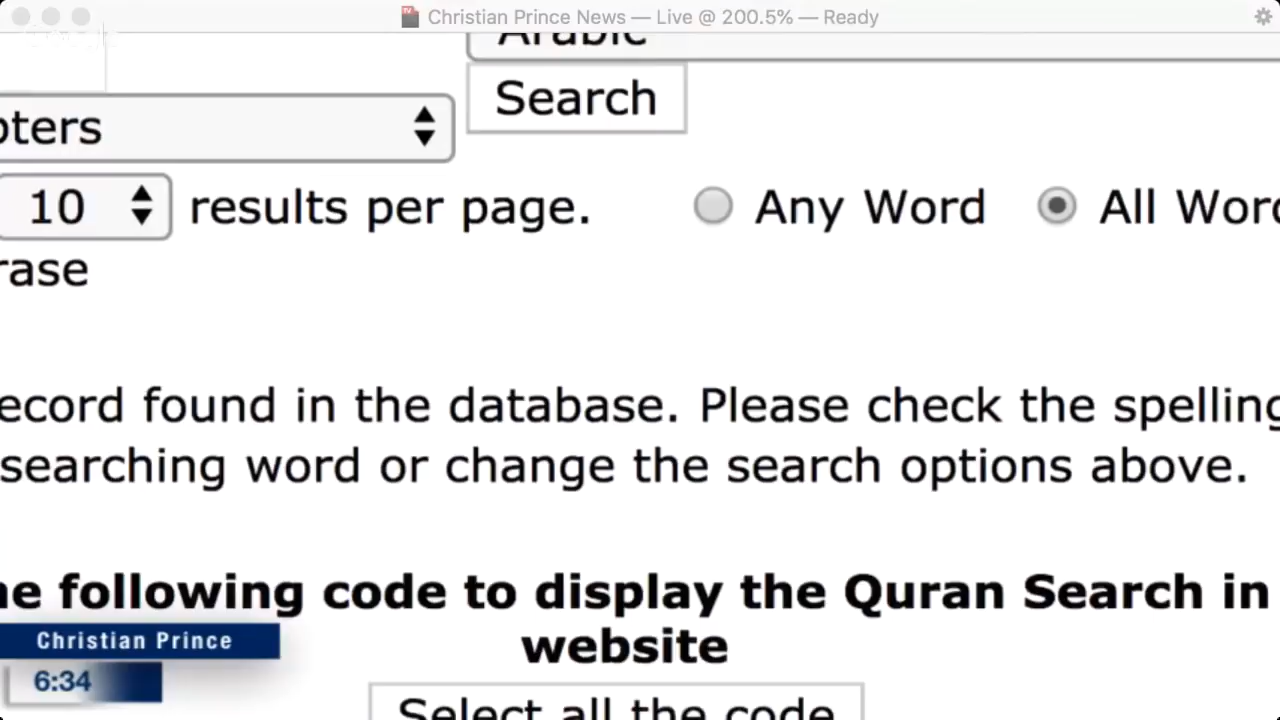 Christian Prince News — Live @ 200.5% — Ready
Arabic
Search
pters
10 results per page. Any Word All Word
rase
ecord found in the database. Please check the spelling
searching word or change the search options above.
he following code to display the Quran Search in
website
Christian Prince
6:34
Select all the code